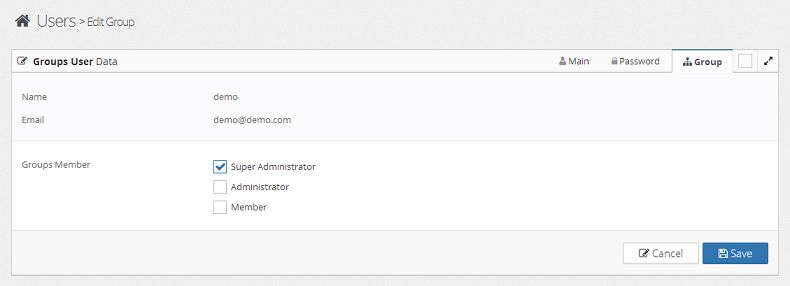 Users > Edit Group
Groups User Data
Main
Password
Group
Name demo
Email demo@demo.com
Groups Member
Super Administrator
Administrator
Member
Cancel
Save